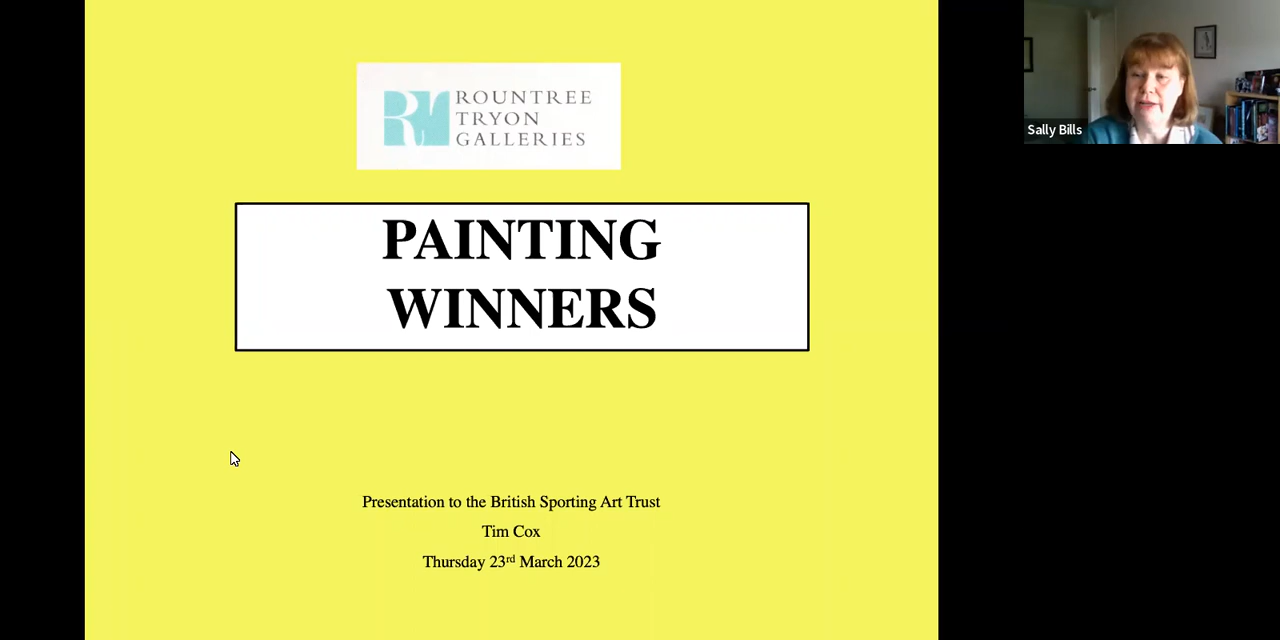 ROUNTREE
TRYON
GALLERIES
PAINTING
WINNERS
Presentation to the British Sporting Art Trust
Tim Cox
Thursday 23rd March 2023
Sally Bills